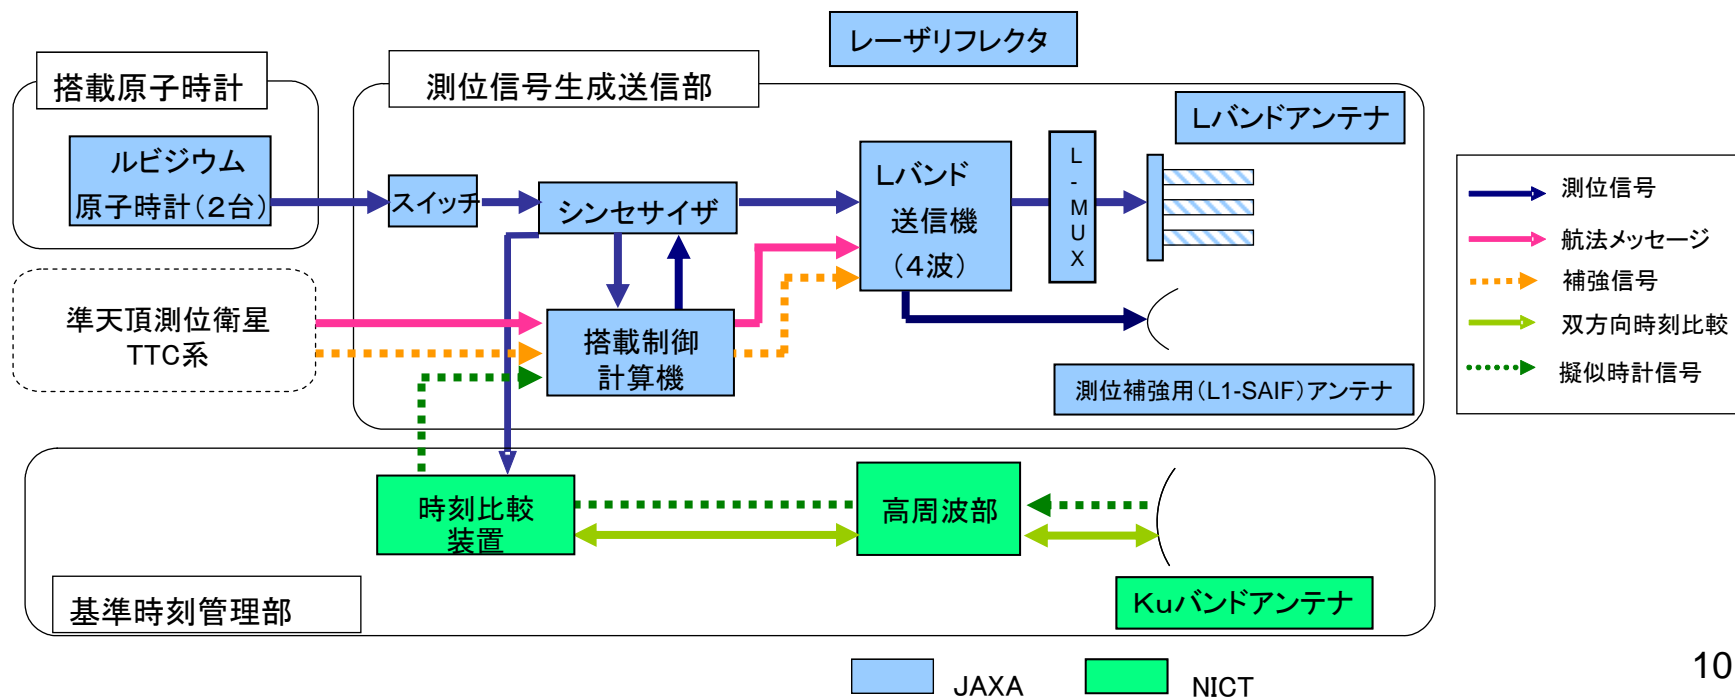 レーザリフレクタ
搭載原子時計
測位信号生成送信部
Lバンドアンテナ
ルビジウム
原子時計(2台)
スイッチ
シンセサイザ
Lバンド
送信機
(4波)
L-MUX
測位信号
航法メッセージ
補強信号
双方向時刻比較
擬似時計信号
準天頂測位衛星
TTC系
搭載制御
計算機
測位補強用(L1-SAIF)アンテナ
時刻比較
装置
高周波部
Kuバンドアンテナ
基準時刻管理部
JAXA
NICT
10